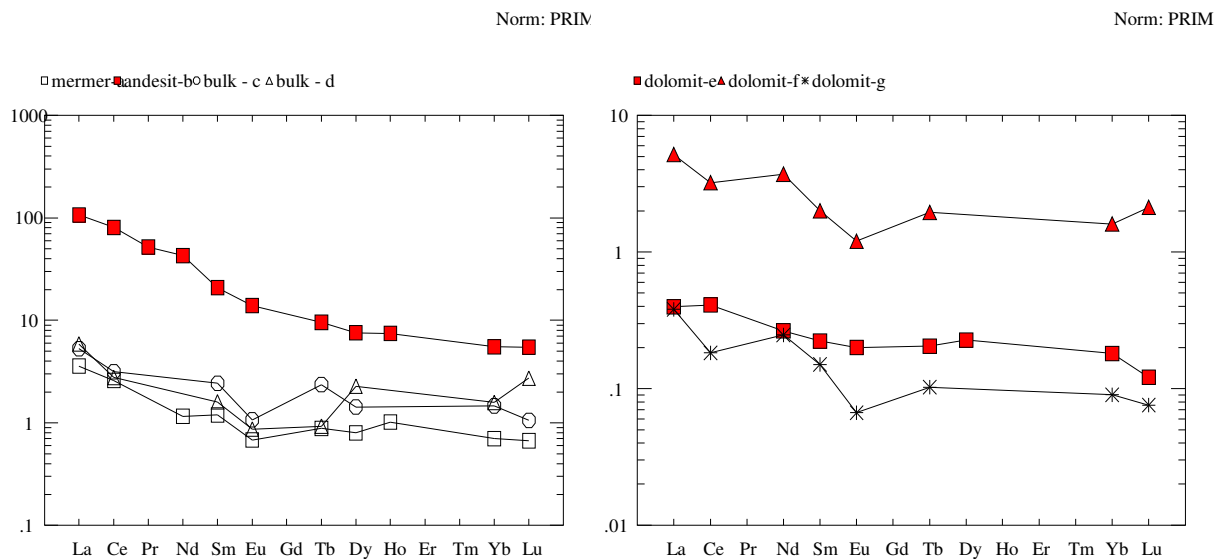 Norm: PRIM
Norm: PRIM
mermer-a andesit-b bulk - c bulk - d
dolomit-e dolomit-f dolomit-g
1000
100
10
1
.1
La Ce Pr Nd Sm Eu Gd Tb Dy Ho Er Tm Yb Lu
10
1
0.1
.01
La Ce Pr Nd Sm Eu Gd Tb Dy Ho Er Tm Yb Lu